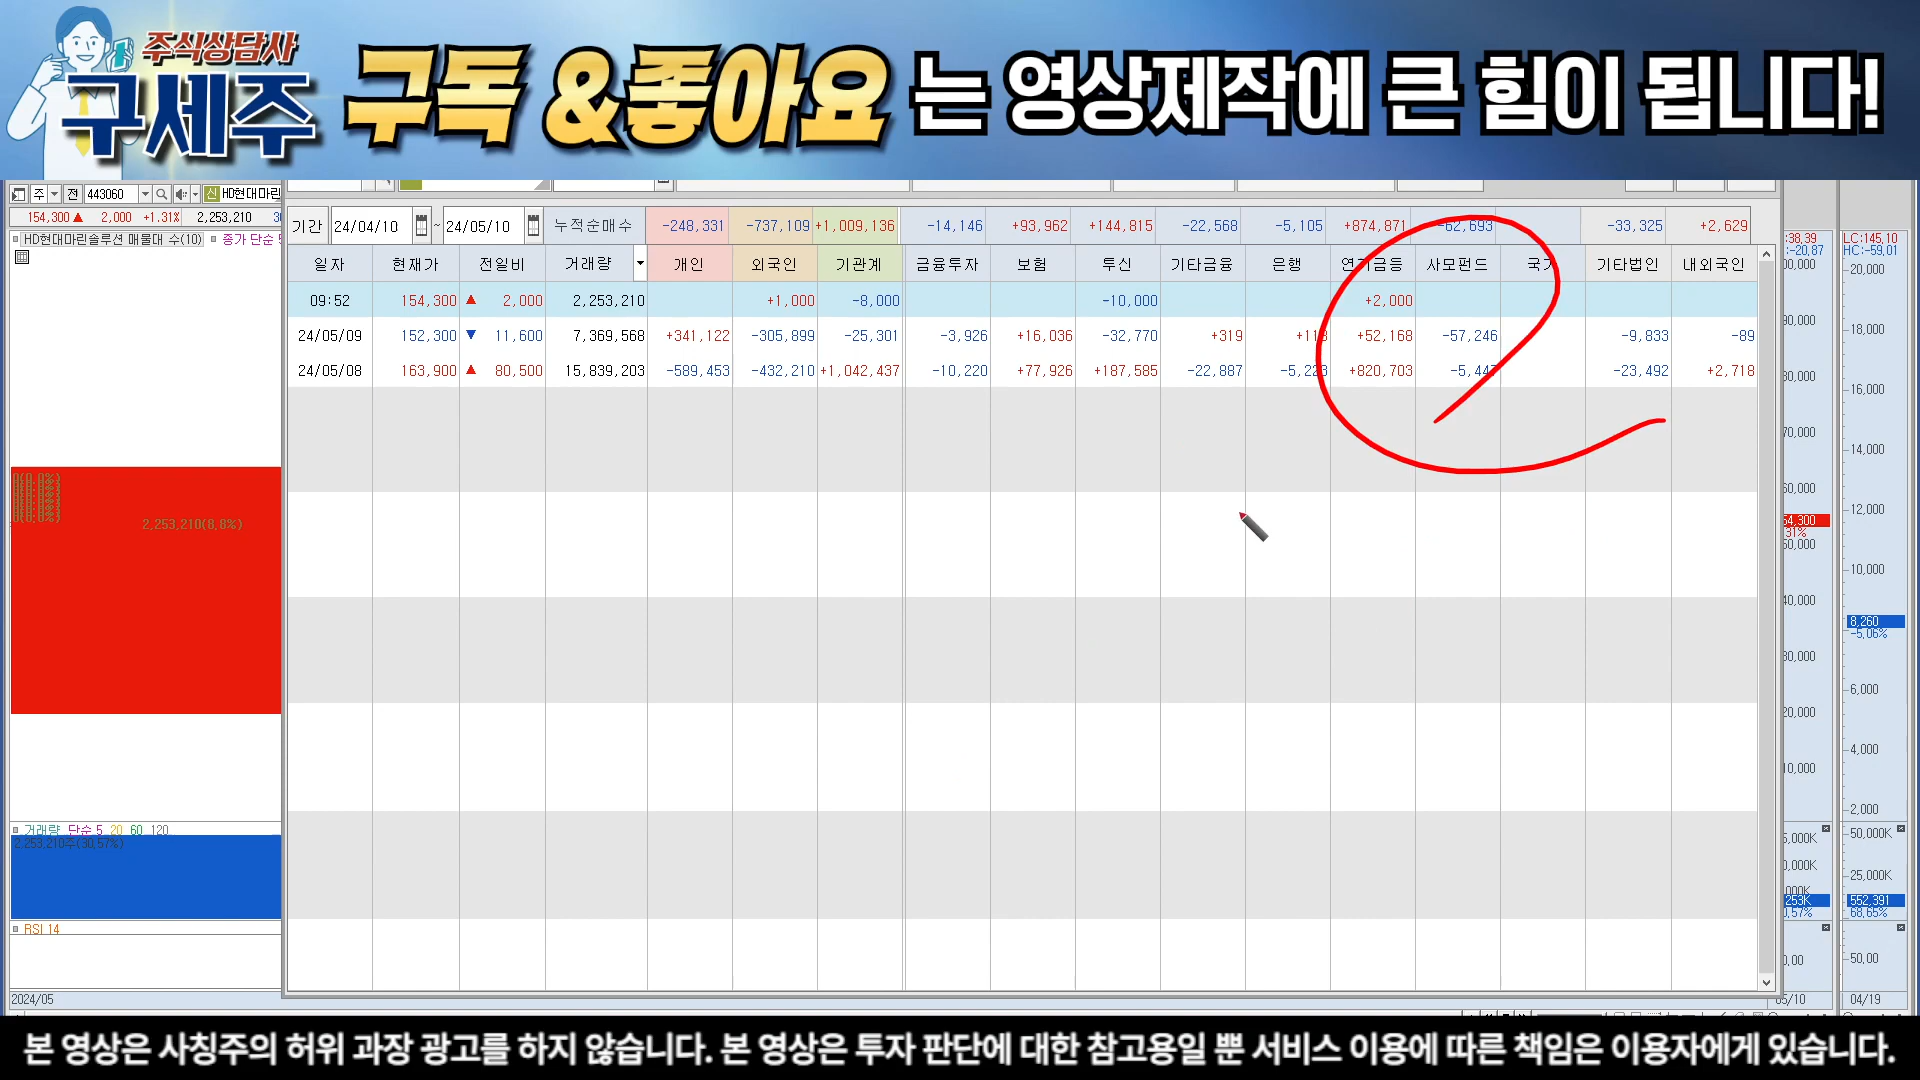 주식상담사
구세주
구독 &좋아요 는 영상제작에 큰 힘이 됩니다!
주 전 443060 신 HD현대마린
154,300 ▲ 2,000 +1.31% 2,253,210
HD현대마린솔루션 매물대 수(10) 종가 단순
2,253,210(6,8%)
거래량 단순 5 20 60 120
2,253,210주(30,57%)
RSI 14
2024/05
기간 24/04/10 ~ 24/05/10 누적순매수 -248,331 -737,109 +1,009,136 -14,146 +93,962 +144,815 -22,568 -5,105 +874,871 -62,693 -33,325 +2,629
일자 현재가 전일비 거래량 개인 외국인 기관계 금융투자 보험 투신 기타금융 은행 연기금등 사모펀드 국가 기타법인 내외국인
09:52 154,300 ▲ 2,000 2,253,210 +1,000 -8,000 -10,000 +2,000
24/05/09 152,300 ▼ 11,600 7,369,568 +341,122 -305,899 -25,301 -3,926 +16,036 -32,770 +319 +118 +52,168 -57,246 -9,833 -89
24/05/08 163,900 ▲ 80,500 15,839,203 -589,453 -432,210 +1,042,437 -10,220 +77,926 +187,585 -22,887 -5,223 +820,703 -5,447 -23,492 +2,718
LC:145,10
HC:-59,01
20,000
18,000
16,000
14,000
12,000
10,000
8,260
-5,06%
6,000
4,000
2,000
50,000K
25,000K
552,391
68,65%
50,00
05/10
04/19
본 영상은 사칭주의 허위 과장 광고를 하지 않습니다. 본 영상은 투자 판단에 대한 참고용일 뿐 서비스 이용에 따른 책임은 이용자에게 있습니다.